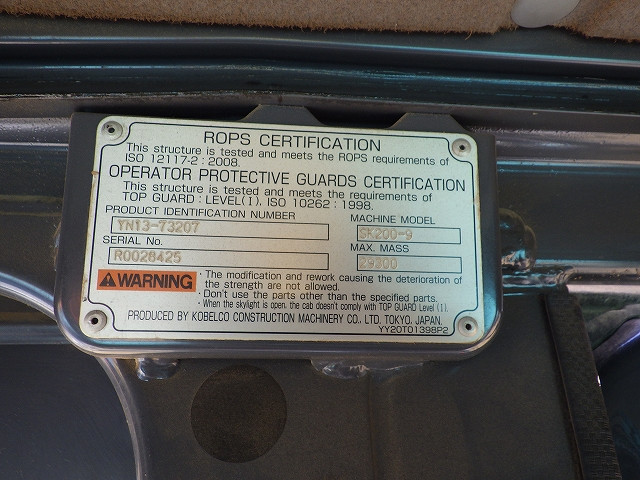 ROPS CERTIFICATION
This structure is tested and meets the ROPS requirements of
ISO 12117-2 : 2008.
OPERATOR PROTECTIVE GUARDS CERTIFICATION
This structure is tested and meets the requirements of
TOP GUARD : LEVEL(I). ISO 10262 : 1998.
PRODUCT IDENTIFICATION NUMBER
MACHINE MODEL
YN13-73207
SK200-9
SERIAL No.
MAX. MASS
R0028425
29300
WARNING
· The modification and rework causing the deterioration of
the strength are not allowed.
· Don't use the parts other than the specified parts.
· When the skylight is open, the cab doesn't comply with TOP GUARD Level (I).
PRODUCED BY KOBELCO CONSTRUCTION MACHINERY CO., LTD. TOKYO, JAPAN.
YY20T01398P2